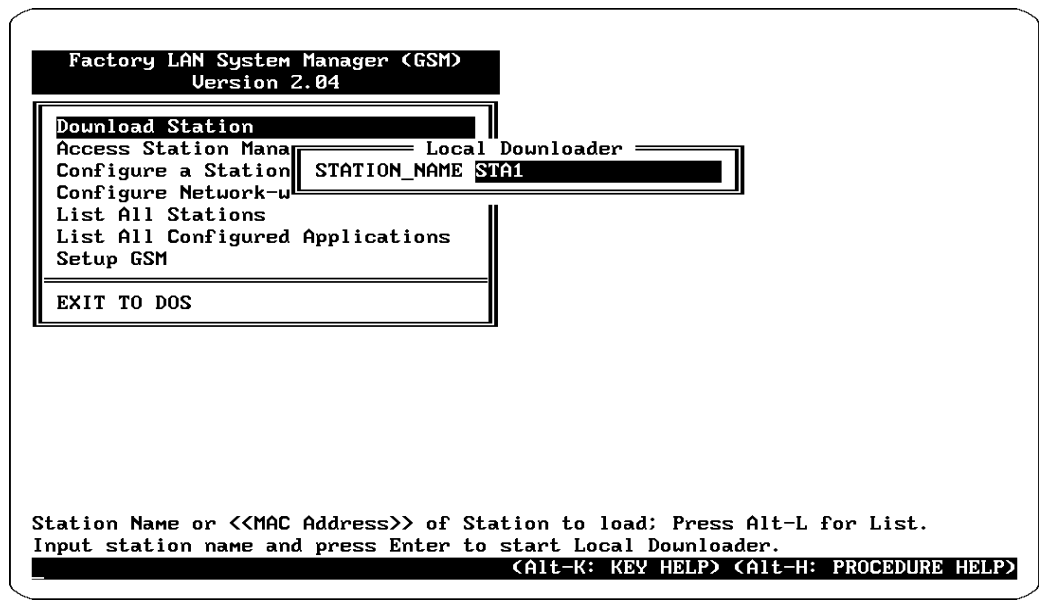 Factory LAN System Manager (GSM)
Version 2.04
Download Station
Access Station Mana
Local Downloader
Configure a Station
STATION_NAME STA1
Configure Network-w
List All Stations
List All Configured Applications
Setup GSM
EXIT TO DOS
Station Name or <<MAC Address>> of Station to load; Press Alt-L for List.
Input station name and press Enter to start Local Downloader.
(Alt-K: KEY HELP) (Alt-H: PROCEDURE HELP)